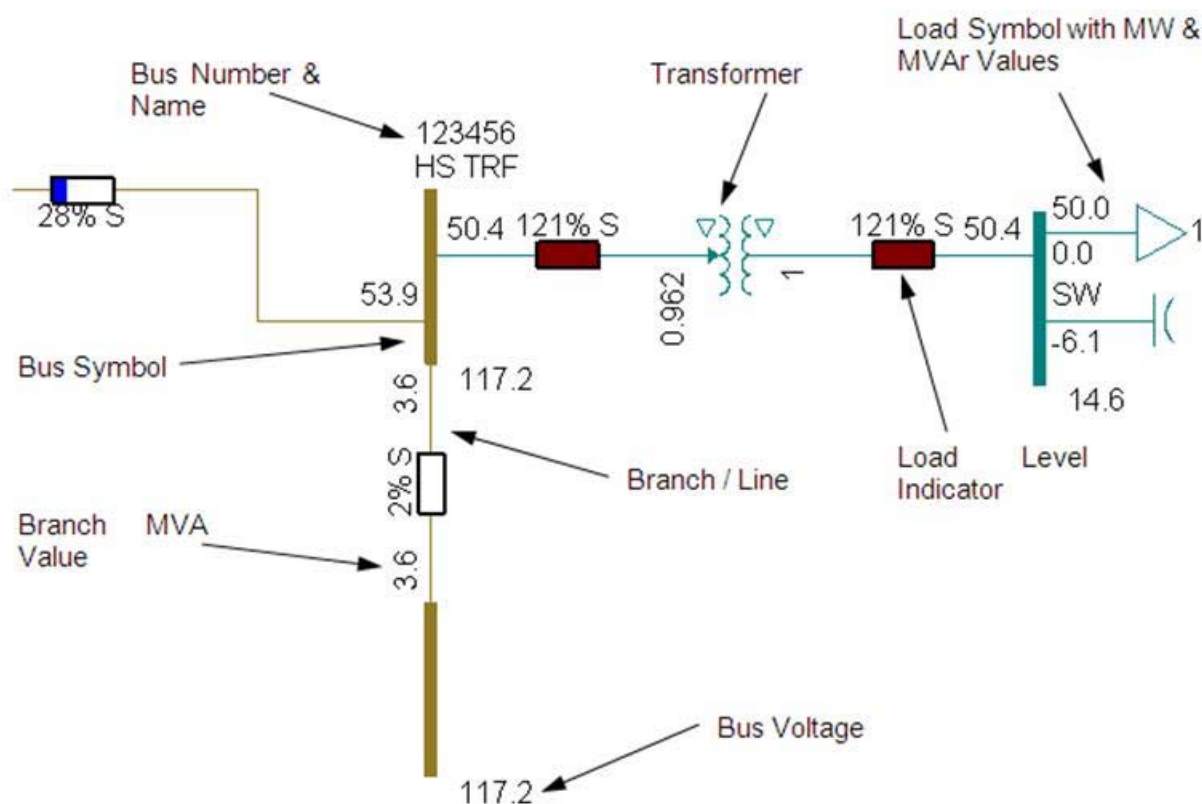 Load Symbol with MW &
MVAr Values
Bus Number &
Name
Transformer
123456
HS TRF
28% S
50.4
121% S
0.962
1
121% S
50.4
50.0
0.0
1
SW
-6.1
14.6
53.9
Bus Symbol
117.2
3.6
2% S
3.6
Branch / Line
Load Level
Indicator
Branch MVA
Value
Bus Voltage
117.2